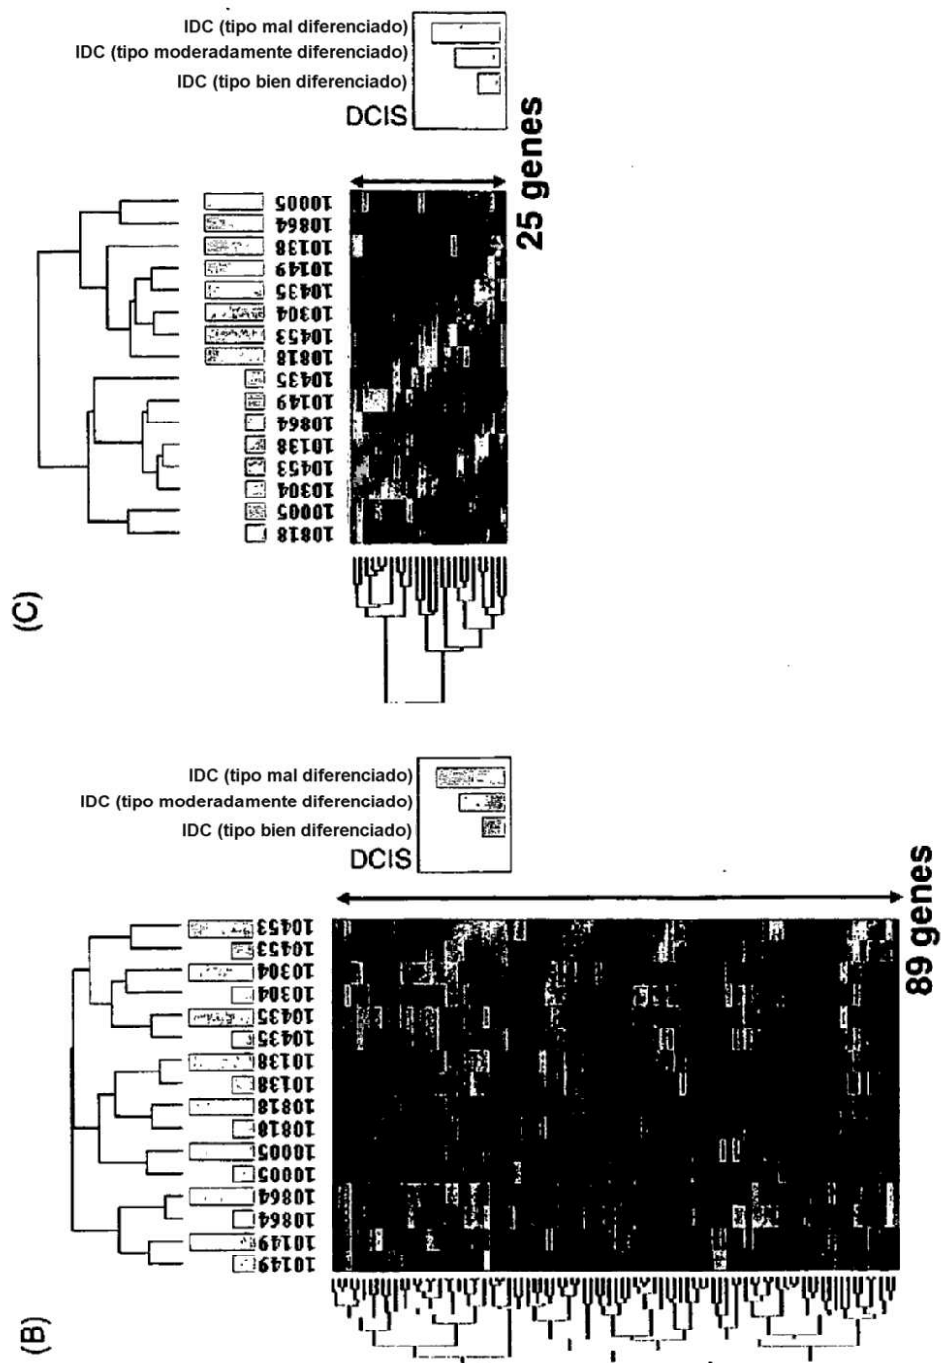 IDC (tipo mal diferenciado)
IDC (tipo moderadamente diferenciado)
IDC (tipo bien diferenciado)
DCIS
10005
10864
10138
10149
10435
10304
10453
10818
10435
10149
10864
10138
10453
10304
10005
10818
25 genes
(C)
IDC (tipo mal diferenciado)
IDC (tipo moderadamente diferenciado)
IDC (tipo bien diferenciado)
DCIS
10453
10453
10304
10304
10435
10435
10138
10138
10818
10818
10005
10005
10864
10864
10149
10149
89 genes
(B)